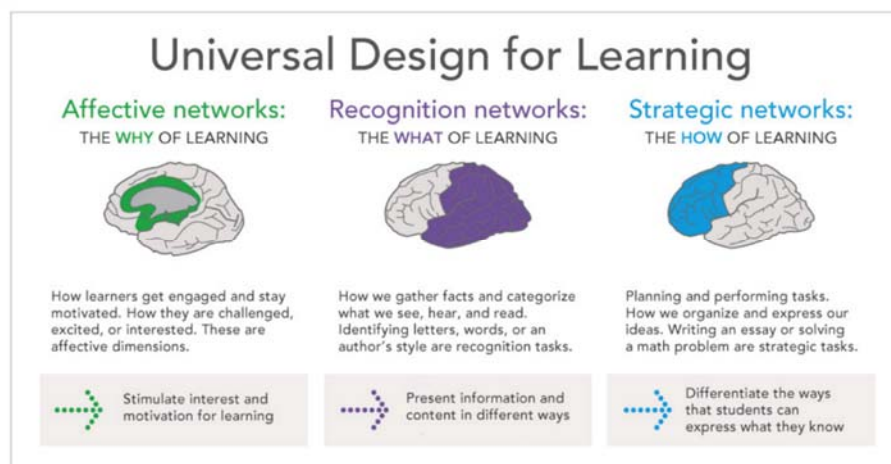 Universal Design for Learning
Affective networks:
THE WHY OF LEARNING
How learners get engaged and stay
motivated. How they are challenged,
excited, or interested. These are
affective dimensions.
Stimulate interest and
motivation for learning
Recognition networks:
THE WHAT OF LEARNING
How we gather facts and categorize
what we see, hear, and read.
Identifying letters, words, or an
author's style are recognition tasks.
Present information and
content in different ways
Strategic networks:
THE HOW OF LEARNING
Planning and performing tasks.
How we organize and express our
ideas. Writing an essay or solving
a math problem are strategic tasks.
Differentiate the ways
that students can
express what they know